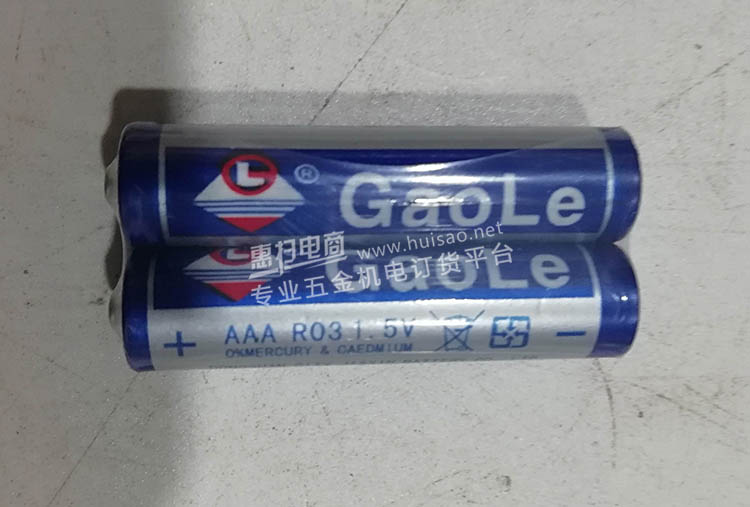 L ® GaoLe
惠扫电商 www.huisao.net
GaoLe
专业五金机电订货平台
+ AAA R03 1.5V -
0%MERCURY & CAEDMIUM